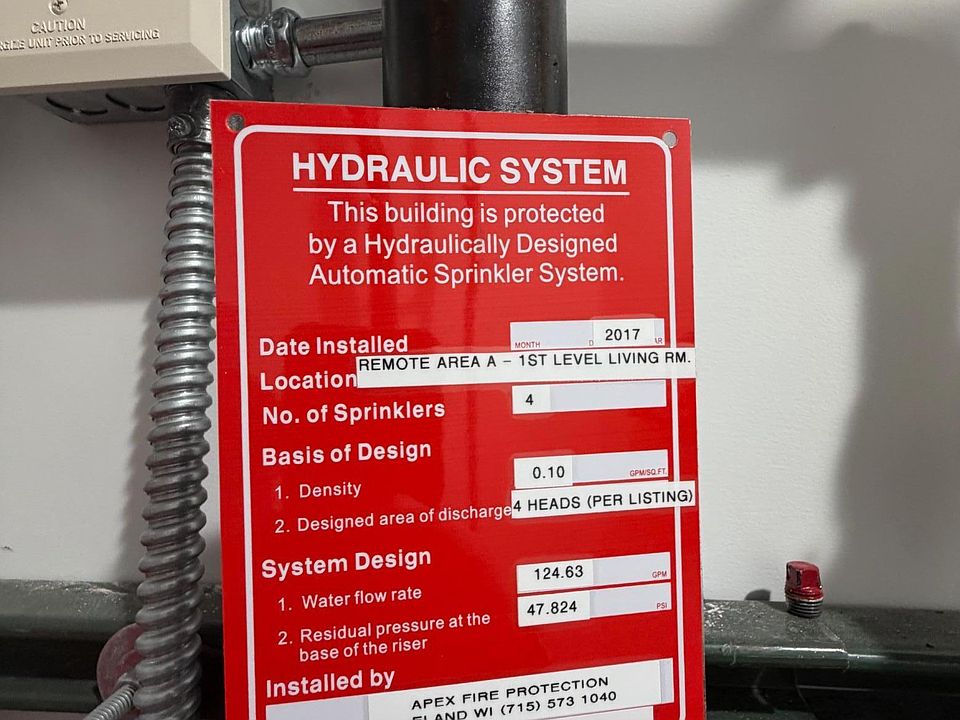 CAUTION
UNIT PRIOR TO SERVICING
HYDRAULIC SYSTEM
This building is protected
by a Hydraulically Designed
Automatic Sprinkler System.
Date Installed MONTH 2017
Location REMOTE AREA A – 1ST LEVEL LIVING RM.
No. of Sprinklers 4
Basis of Design
1. Density 0.10 GPM/SQ.FT.
2. Designed area of discharge 4 HEADS (PER LISTING)
System Design
1. Water flow rate 124.63 GPM
2. Residual pressure at the
base of the riser 47.824 PSI
Installed by APEX FIRE PROTECTION
ELAND WI (715) 573 1040